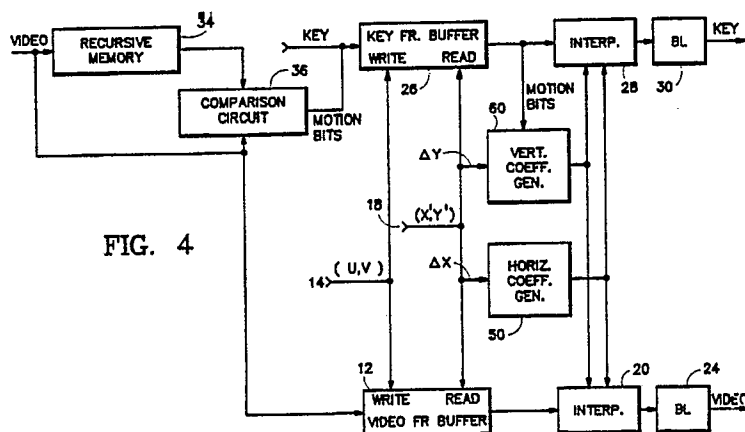 VIDEO
34
RECURSIVE
MEMORY
36
COMPARISON
CIRCUIT
MOTION
BITS
KEY
KEY FR. BUFFER
WRITE READ
26
MOTION
BITS
INTERP.
28
BL
30
KEY
60
VERT.
COEFF.
GEN.
ΔY
18
(X',Y')
FIG. 4
14
(U,V)
ΔX
HORIZ.
COEFF.
GEN.
50
12
WRITE READ
VIDEO FR BUFFER
20
INTERP.
24
BL
VIDEO